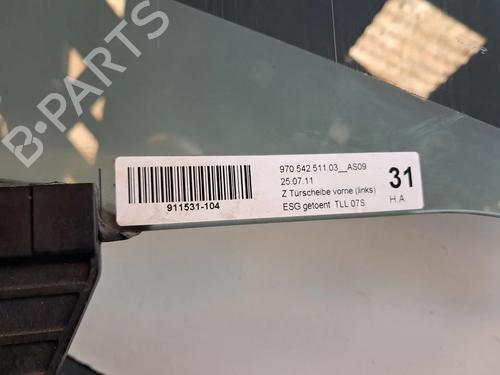 970.542.511.03__AS09
25.07.11
Z Türscheibe vorne (links)
ESG getoent TLL 07S
31
H.A
911531-104
B-PARTS